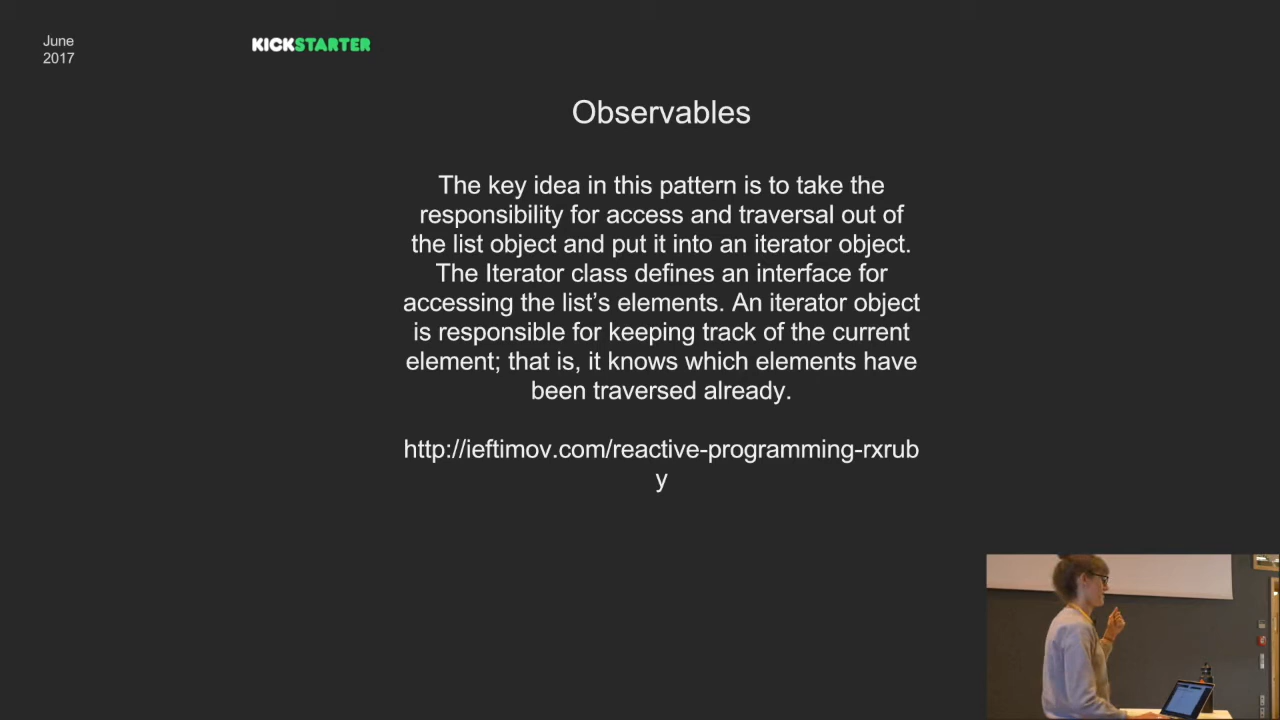 June
2017
KICKSTARTER
Observables
The key idea in this pattern is to take the
responsibility for access and traversal out of
the list object and put it into an iterator object.
The Iterator class defines an interface for
accessing the list’s elements. An iterator object
is responsible for keeping track of the current
element; that is, it knows which elements have
been traversed already.
http://ieftimov.com/reactive-programming-rxrub
y